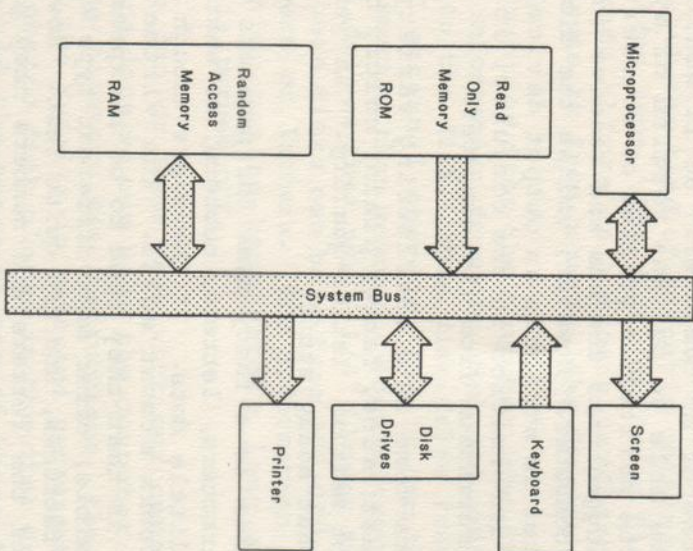 Microprocessor
Read
Only
Memory
ROM
Random
Access
Memory
RAM
System Bus
Screen
Keyboard
Disk
Drives
Printer